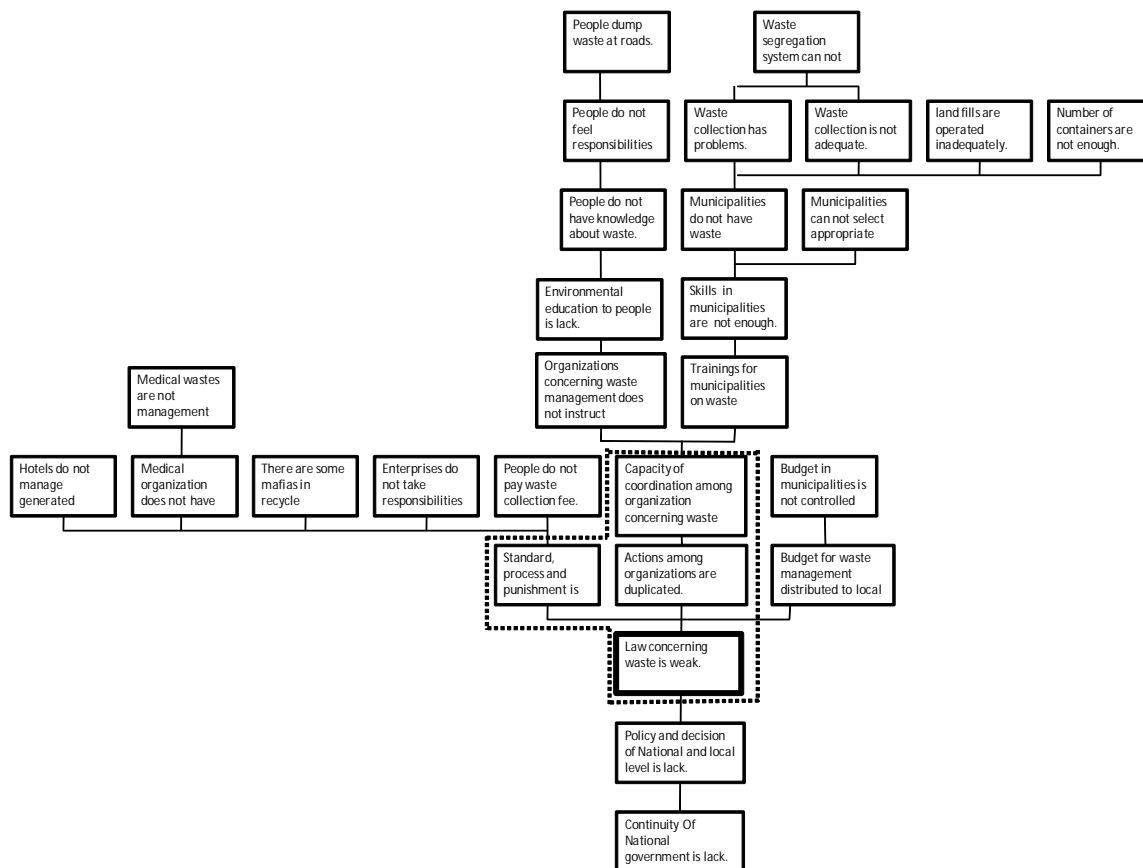 People dump
waste at roads.
Waste
segregation
system can not
People do not
feel
responsibilities
Waste
collection has
problems.
Waste
collection is not
adequate.
land fills are
operated
inadequately.
Number of
containers are
not enough.
People do not
have knowledge
about waste.
Municipalities
do not have
waste
Municipalities
can not select
appropriate
Environmental
education to people
is lack.
Skills in
municipalities
are not enough.
Organizations
concerning waste
management does
not instruct
Trainings for
municipalities
on waste
Medical wastes
are not
management
Hotels do not
manage
generated
Medical
organization
does not have
There are some
mafias in
recycle
Enterprises do
not take
responsibilities
People do not
pay waste
collection fee.
Capacity of
coordination among
organization
concerning waste
Budget in
municipalities is
not controlled
Standard,
process and
punishment is
Actions among
organizations are
duplicated.
Budget for waste
management
distributed to local
Law concerning
waste is weak.
Policy and decision
of National and local
level is lack.
Continuity Of
National
government is lack.